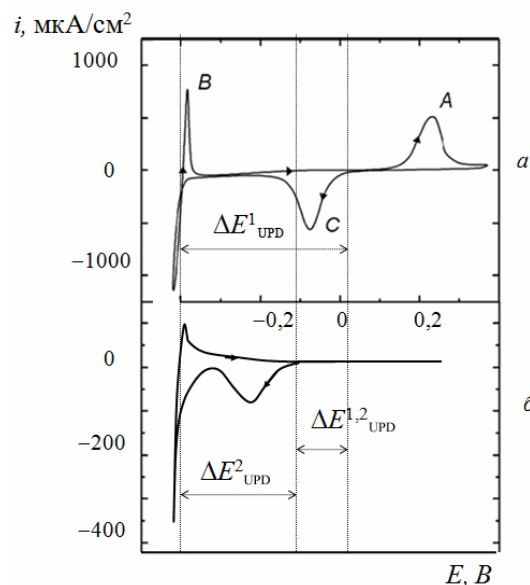 i, мкА/см²
1000
B
A
0
а
C
ΔE¹UPD
−1000
−0,2 0 0,2
0
б
ΔE¹,²UPD
−200
ΔE²UPD
−400
E, В